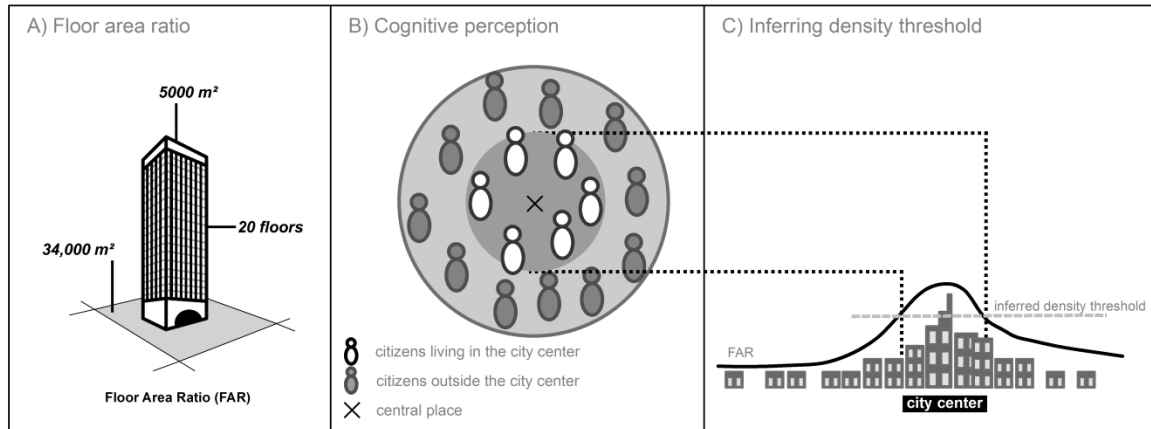 A) Floor area ratio
5000 m²
20 floors
34,000 m²
Floor Area Ratio (FAR)
B) Cognitive perception
citizens living in the city center
citizens outside the city center
central place
C) Inferring density threshold
inferred density threshold
FAR
city center